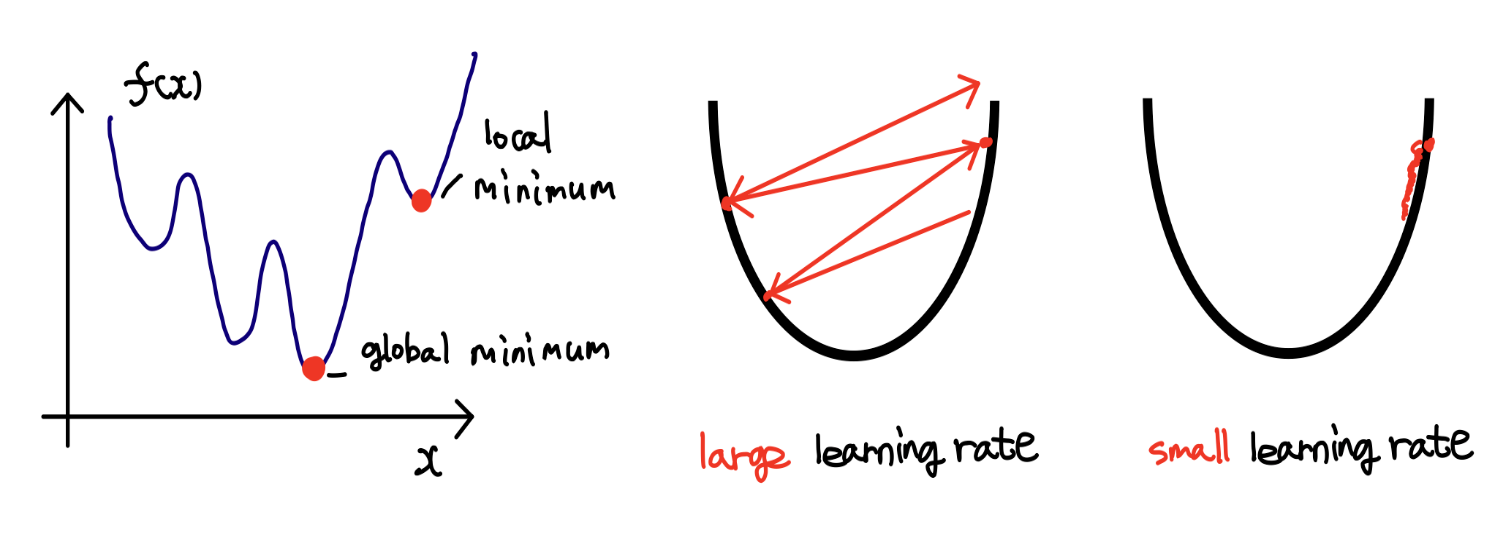 f(x)
local
minimum
global minimum
x
large learning rate
small learning rate